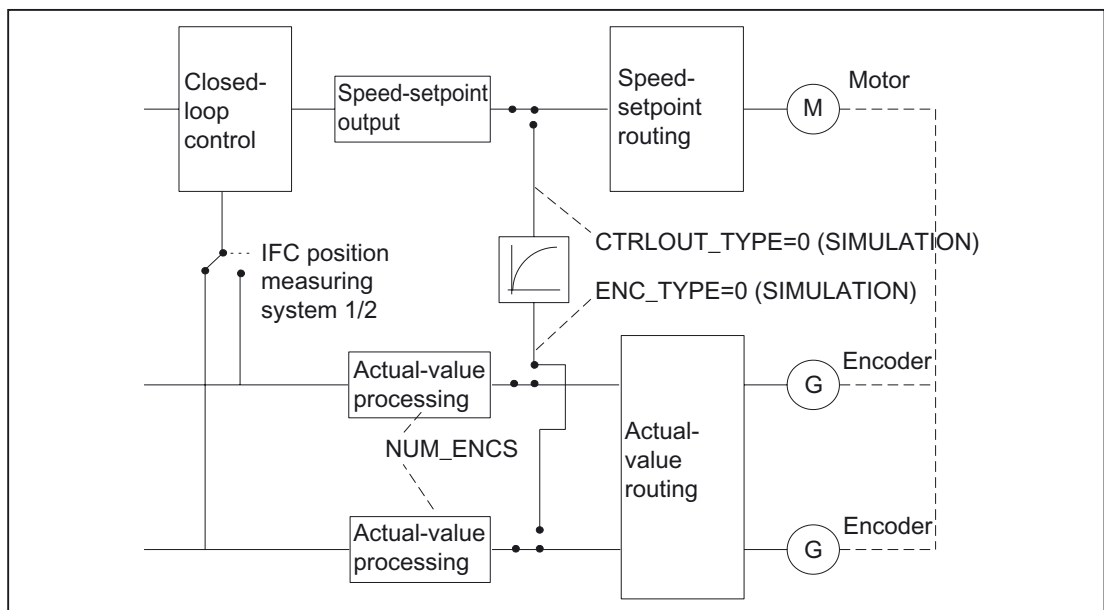 Closed-
loop
control
Speed-setpoint
output
Speed-
setpoint
routing
Motor
M
CTRLOUT_TYPE=0 (SIMULATION)
IFC position
measuring
system 1/2
ENC_TYPE=0 (SIMULATION)
Actual-value
processing
Encoder
G
NUM_ENCS
Actual-
value
routing
Actual-value
processing
Encoder
G